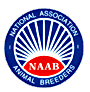 NATIONAL ASSOCIATION
NAAB
ANIMAL BREEDERS